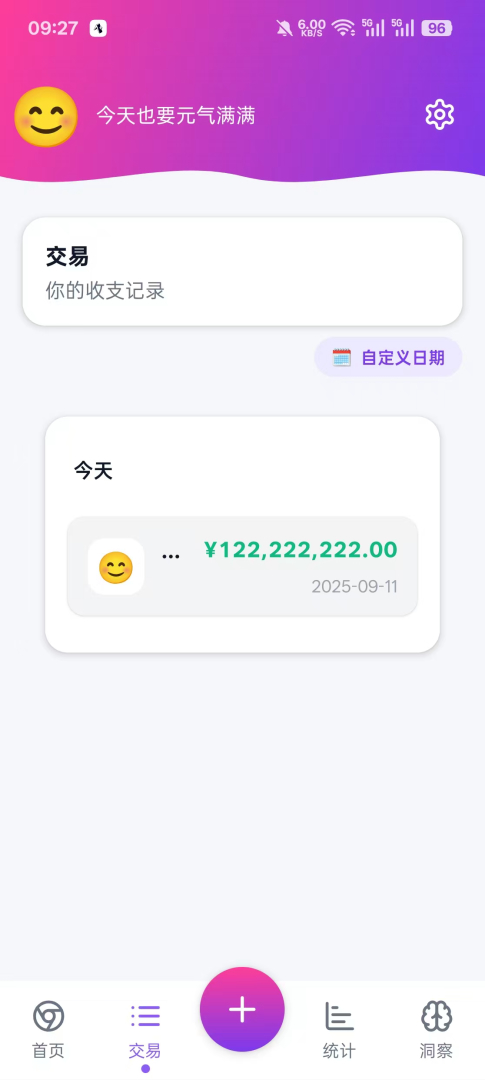 09:27
6.00
KB/S
5G
5G
96
今天也要元气满满
交易
你的收支记录
自定义日期
今天
... ¥122,222,222.00
2025-09-11
首页
交易
统计
洞察